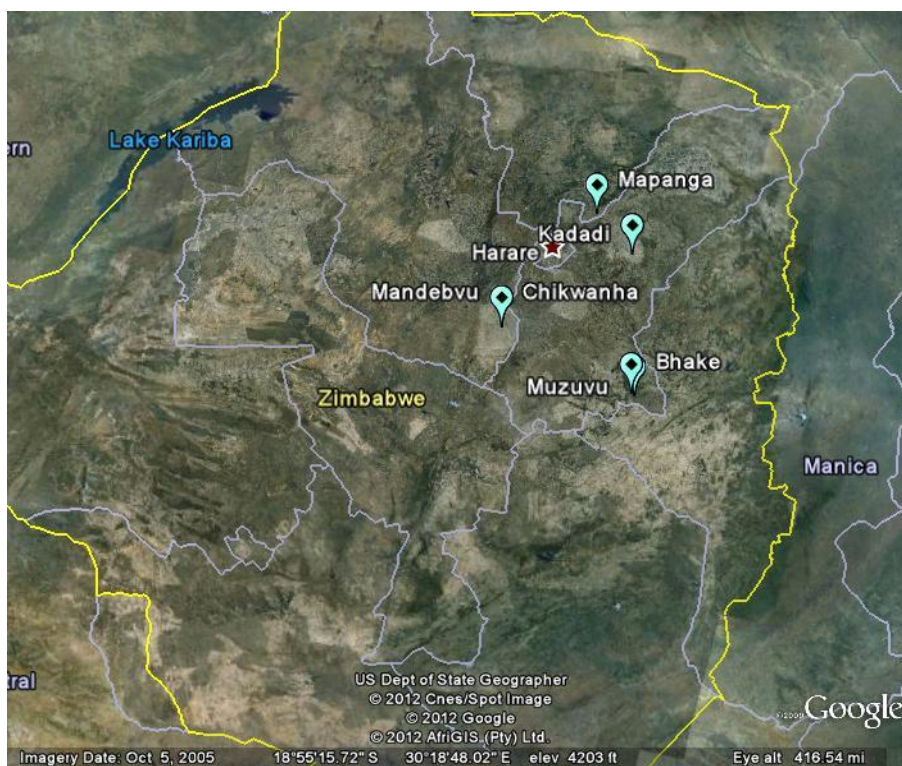 Lake Kariba
ern
Mapanga
Kadadi
Harare
Mandebvu
Chikwanha
Bhake
Muzuvu
Zimbabwe
Manica
tral
US Dept of State Geographer
© 2012 Cnes/Spot Image
© 2012 Google
© 2012 AfriGIS (Pty) Ltd.
Google
Imagery Date: Oct 5, 2005 18°55'15.72" S 30°18'48.02" E elev 4203 ft Eye alt 416.54 mi